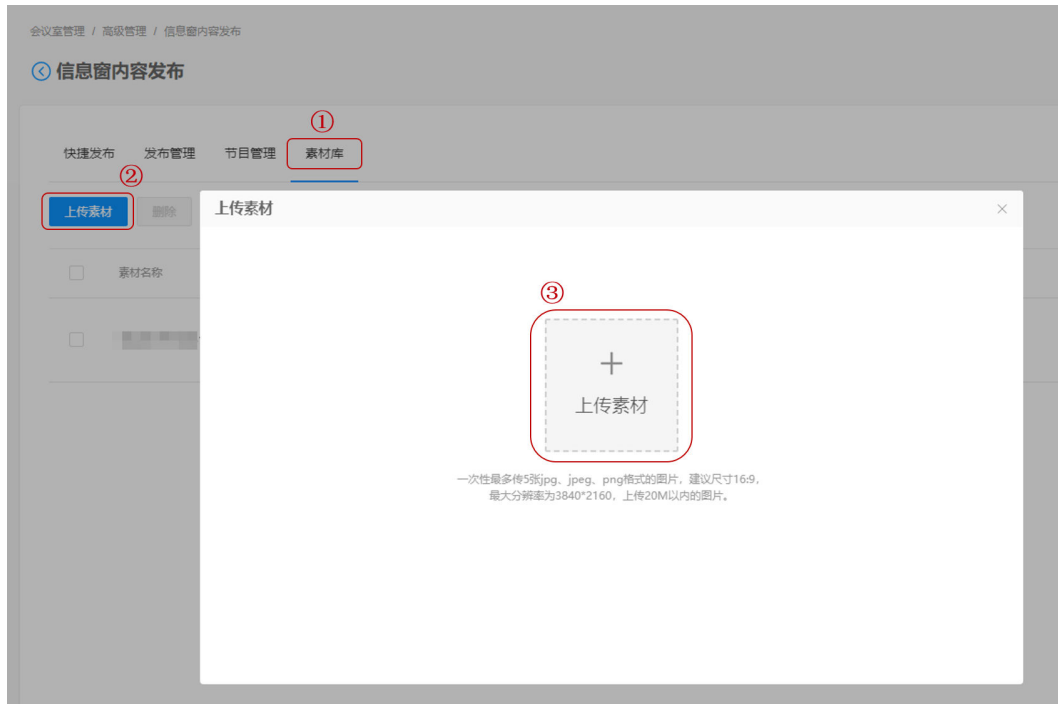 会议室管理 / 高级管理 / 信息窗内容发布
信息窗内容发布
①
快捷发布 发布管理 节目管理 素材库
②
上传素材 删除 上传素材
素材名称
③
上传素材
一次性最多传5张jpg、jpeg、png格式的图片，建议尺寸16:9，
最大分辨率为3840*2160，上传20M以内的图片。